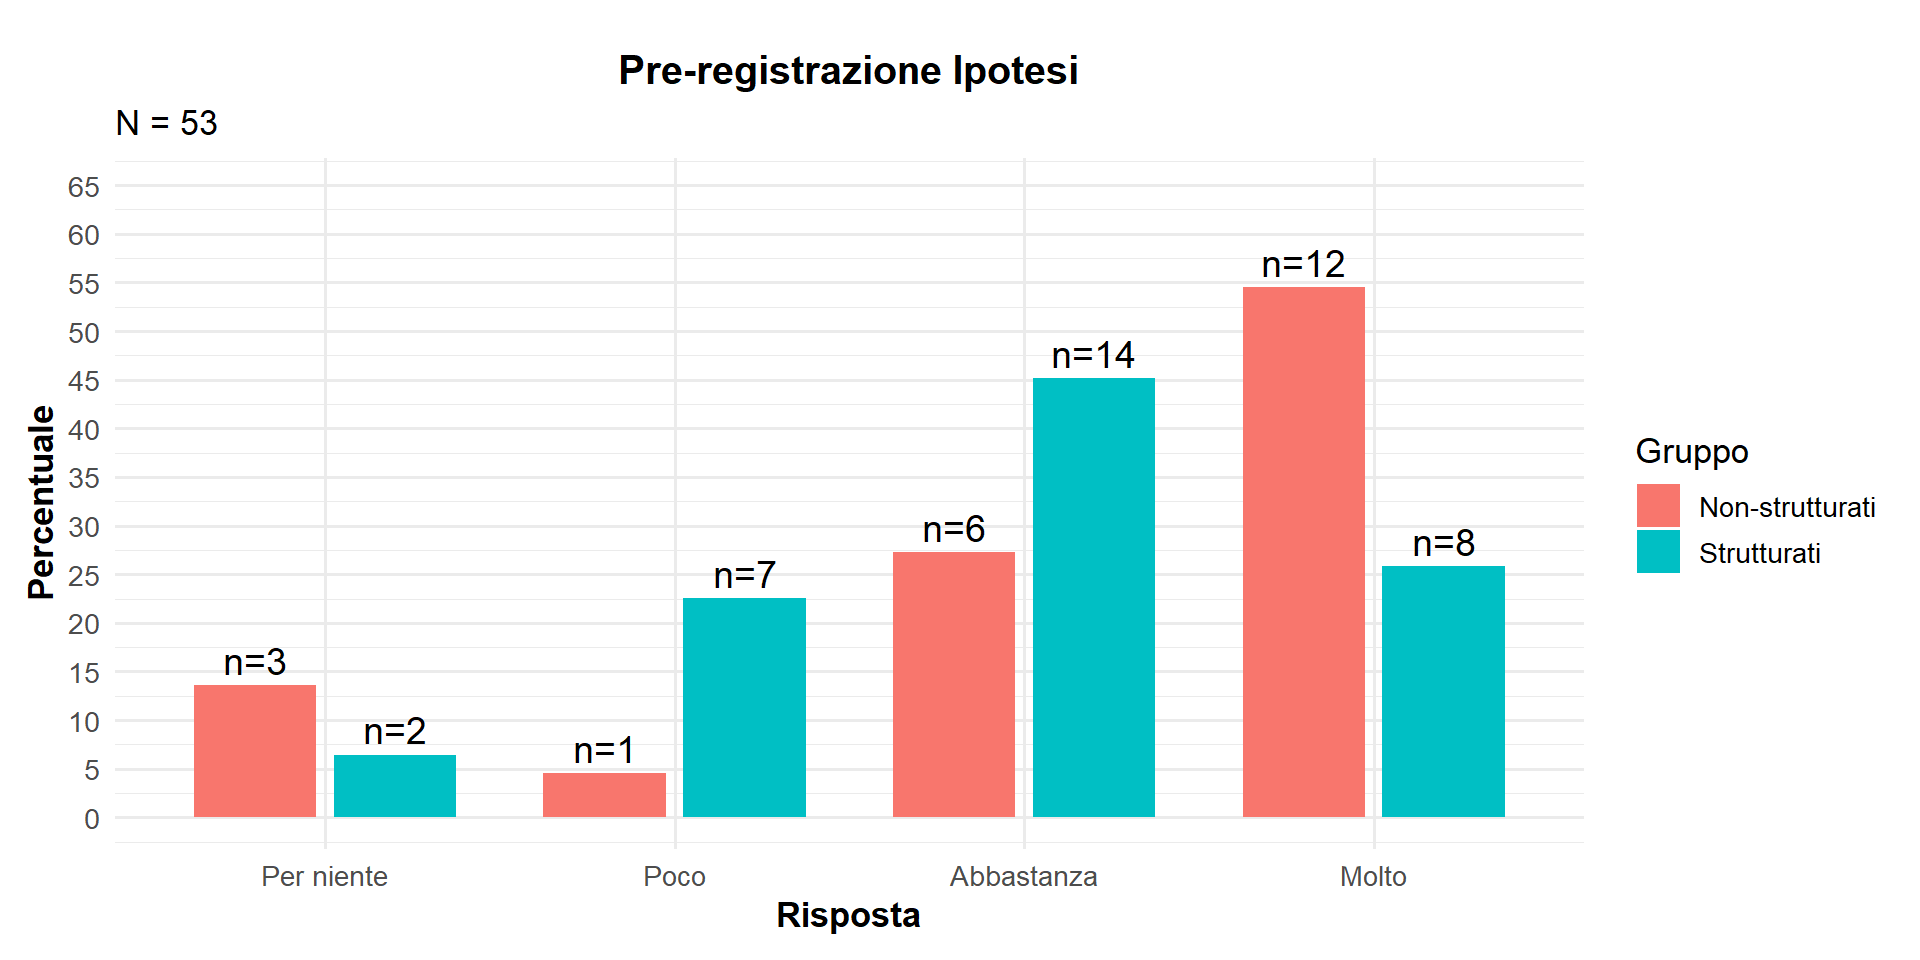 Pre-registrazione Ipotesi
N = 53
Percentuale
65
60
55
50
45
40
35
30
25
20
15
10
5
0
n=3
n=2
n=1
n=7
n=6
n=14
n=12
n=8
Per niente
Poco
Abbastanza
Molto
Risposta
Gruppo
Non-strutturati
Strutturati